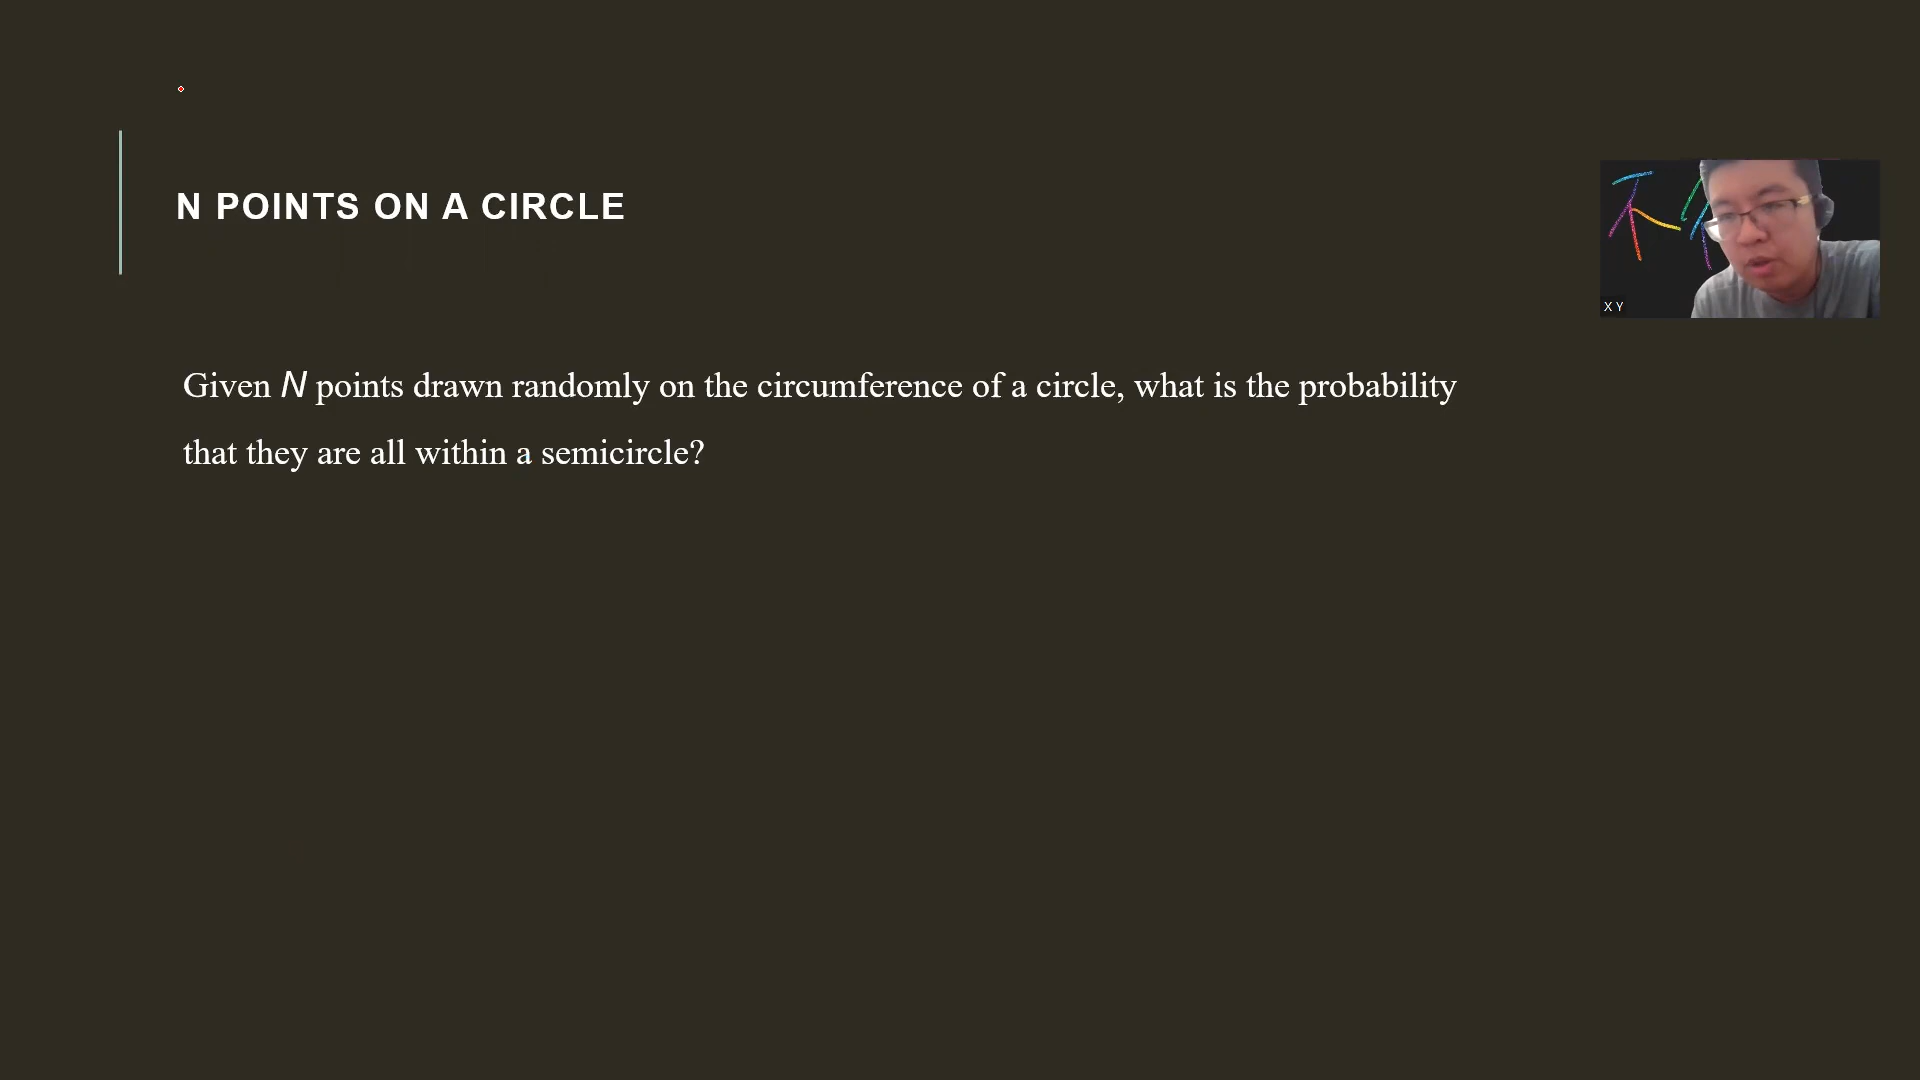 N POINTS ON A CIRCLE
X Y
Given N points drawn randomly on the circumference of a circle, what is the probability
that they are all within a semicircle?